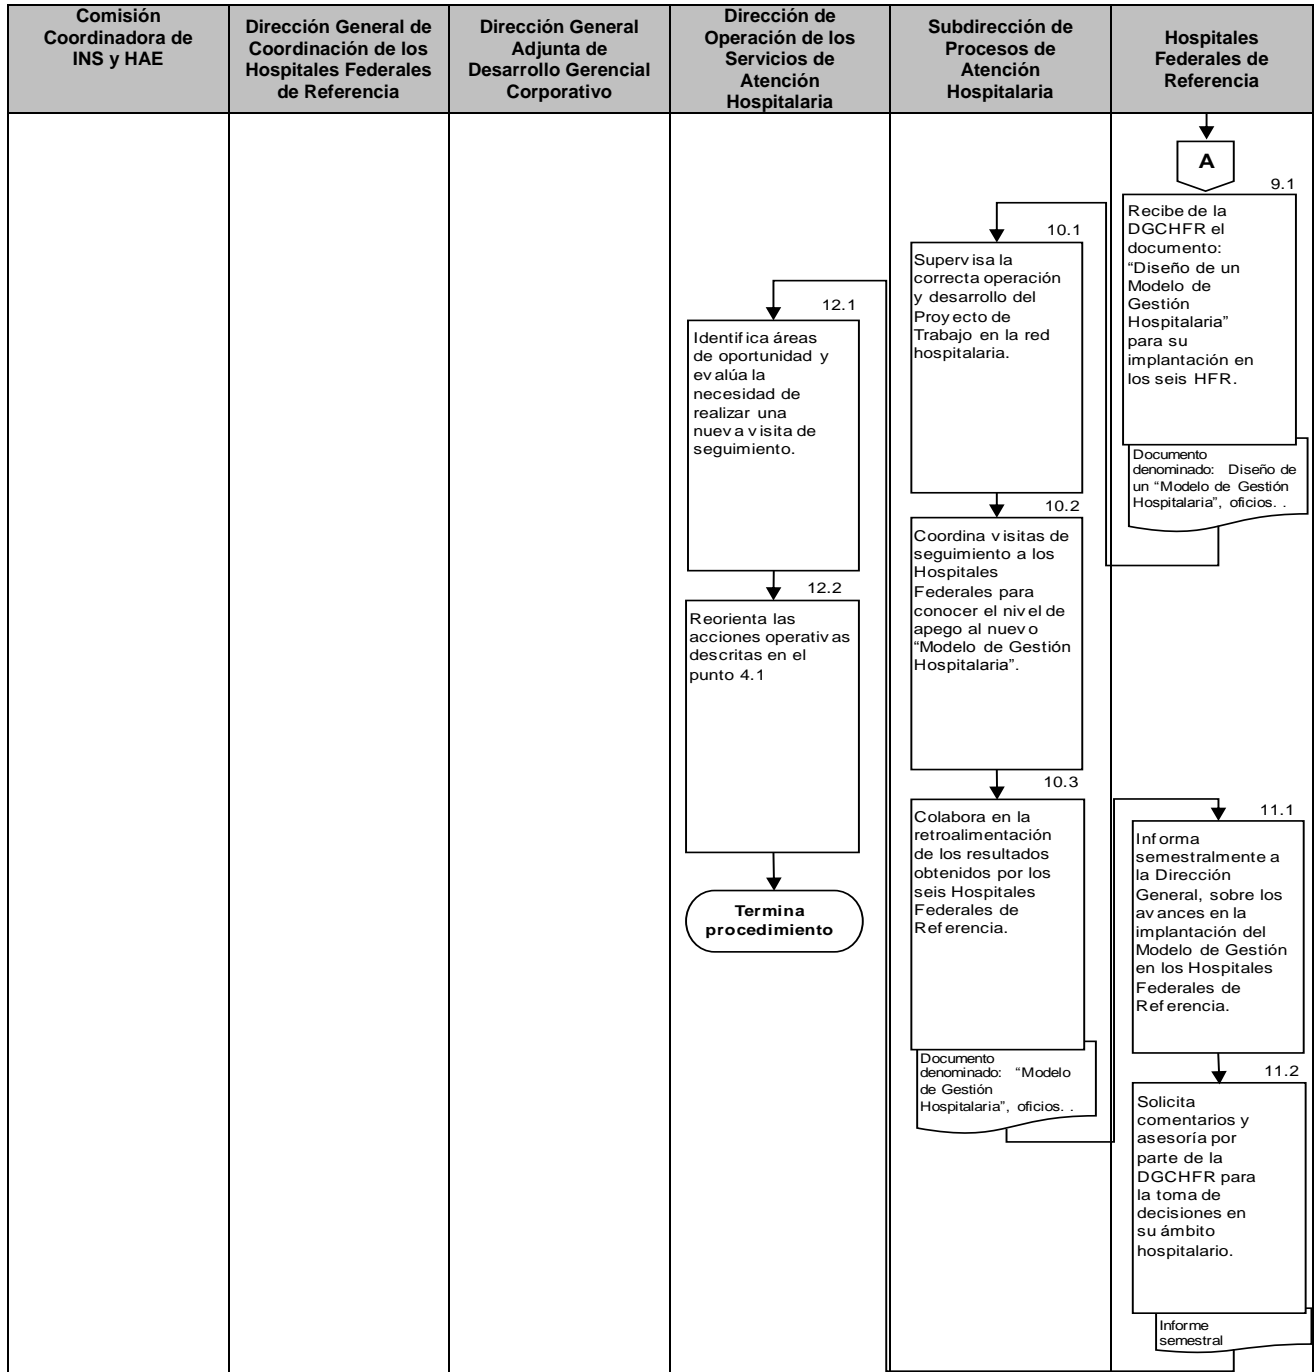 Comisión
Coordinadora de
INS y HAE
Dirección General de
Coordinación de los
Hospitales Federales
de Referencia
Dirección General
Adjunta de
Desarrollo Gerencial
Corporativo
Dirección de
Operación de los
Servicios de
Atención
Hospitalaria
Subdirección de
Procesos de
Atención
Hospitalaria
Hospitales
Federales de
Referencia
A
9.1
Recibe de la
DGCHFR el
documento:
“Diseño de un
Modelo de
Gestión
Hospitalaria”
para su
implantación en
los seis HFR.
Documento
denominado: Diseño de
un “Modelo de Gestión
Hospitalaria”, oficios. .
10.1
Supervisa la
correcta operación
y desarrollo del
Proyecto de
Trabajo en la red
hospitalaria.
10.2
Coordina visitas de
seguimiento a los
Hospitales
Federales para
conocer el nivel de
apego al nuevo
“Modelo de Gestión
Hospitalaria”.
10.3
Colabora en la
retroalimentación
de los resultados
obtenidos por los
seis Hospitales
Federales de
Referencia.
Documento
denominado: “Modelo
de Gestión
Hospitalaria”, oficios. .
11.1
Informa
semestralmente a
la Dirección
General, sobre los
avances en la
implantación del
Modelo de Gestión
en los Hospitales
Federales de
Referencia.
11.2
Solicita
comentarios y
asesoría por
parte de la
DGCHFR para
la toma de
decisiones en
su ámbito
hospitalario.
Informe
semestral
12.1
Identifica áreas
de oportunidad y
evalúa la
necesidad de
realizar una
nueva visita de
seguimiento.
12.2
Reorienta las
acciones operativas
descritas en el
punto 4.1
Termina
procedimiento